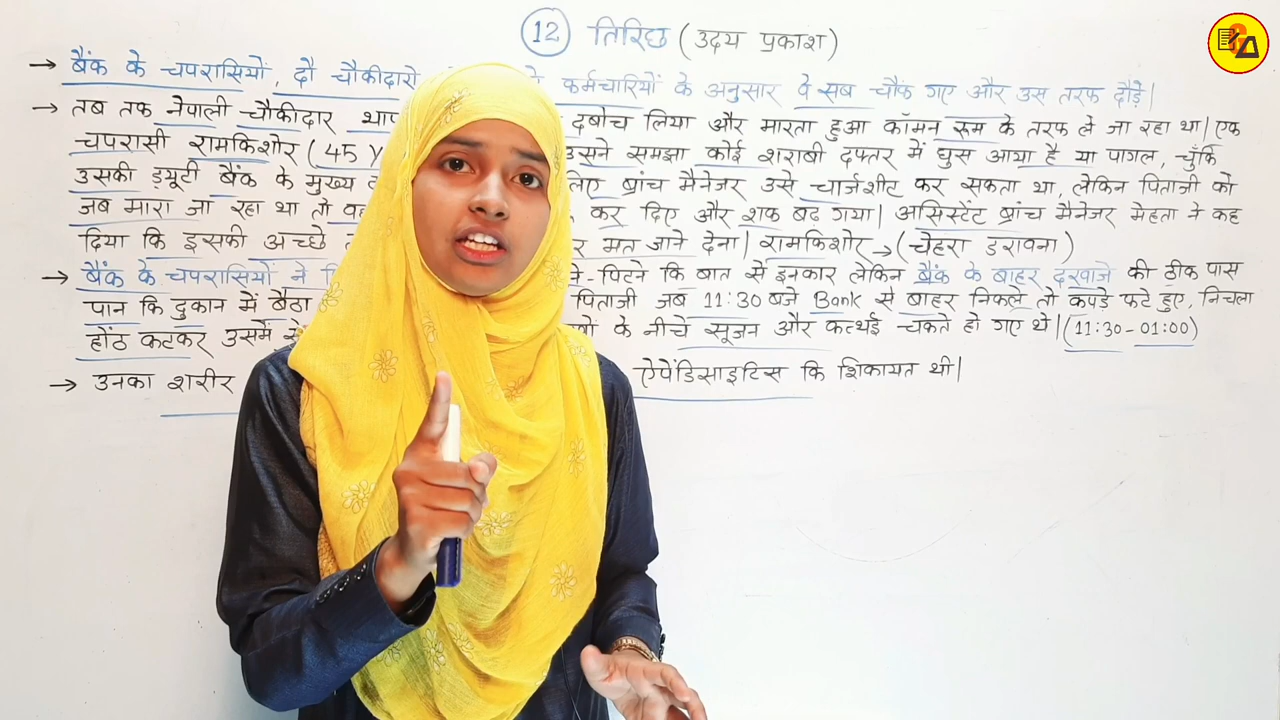 12 तिरिछ (उदय प्रकाश)
→ बैंक के चपरासियों, दो चौकीदारो कर्मचारियों के अनुसार वे सब चौंक गए और उस तरफ दौड़े|
→ तब तक नेपाली चौकीदार थाप दबोच लिया और मारता हुआ कॉमन रूम के तरफ ले जा रहा था| एक
चपरासी रामकिशोर (45 उसने समझा कोई शराबी दफ्तर में घुस आया है या पागल, चुँकि
उसकी ड्यूटी बैंक के मुख्य लिए ब्रांच मैनेजर उसे चार्जशीट कर सकता था, लेकिन पिताजी को
जब मारा जा रहा था तो कर दिए और शक बढ गया| असिस्टेंट ब्रांच मैनेजर मेहता ने कह
दिया कि इसकी अच्छे मत जाने देना| रामकिशोर → (चेहरा डरावना)
→ बैंक के चपरासियों ने पिटने कि बात से इनकार लेकिन बैंक के बाहर दरवाजे की ठीक पास
पान कि दुकान में बैठा पिताजी जब 11:30 बजे Bank से बाहर निकले तो कपड़े फटे हुए, निचला
होंठ कटकर उसमें के नीचे सूजन और कत्थई चकते हो गए थे| (11:30-01:00)
→ उनका शरीर ऐपेंडिसाइटिस कि शिकायत थी|